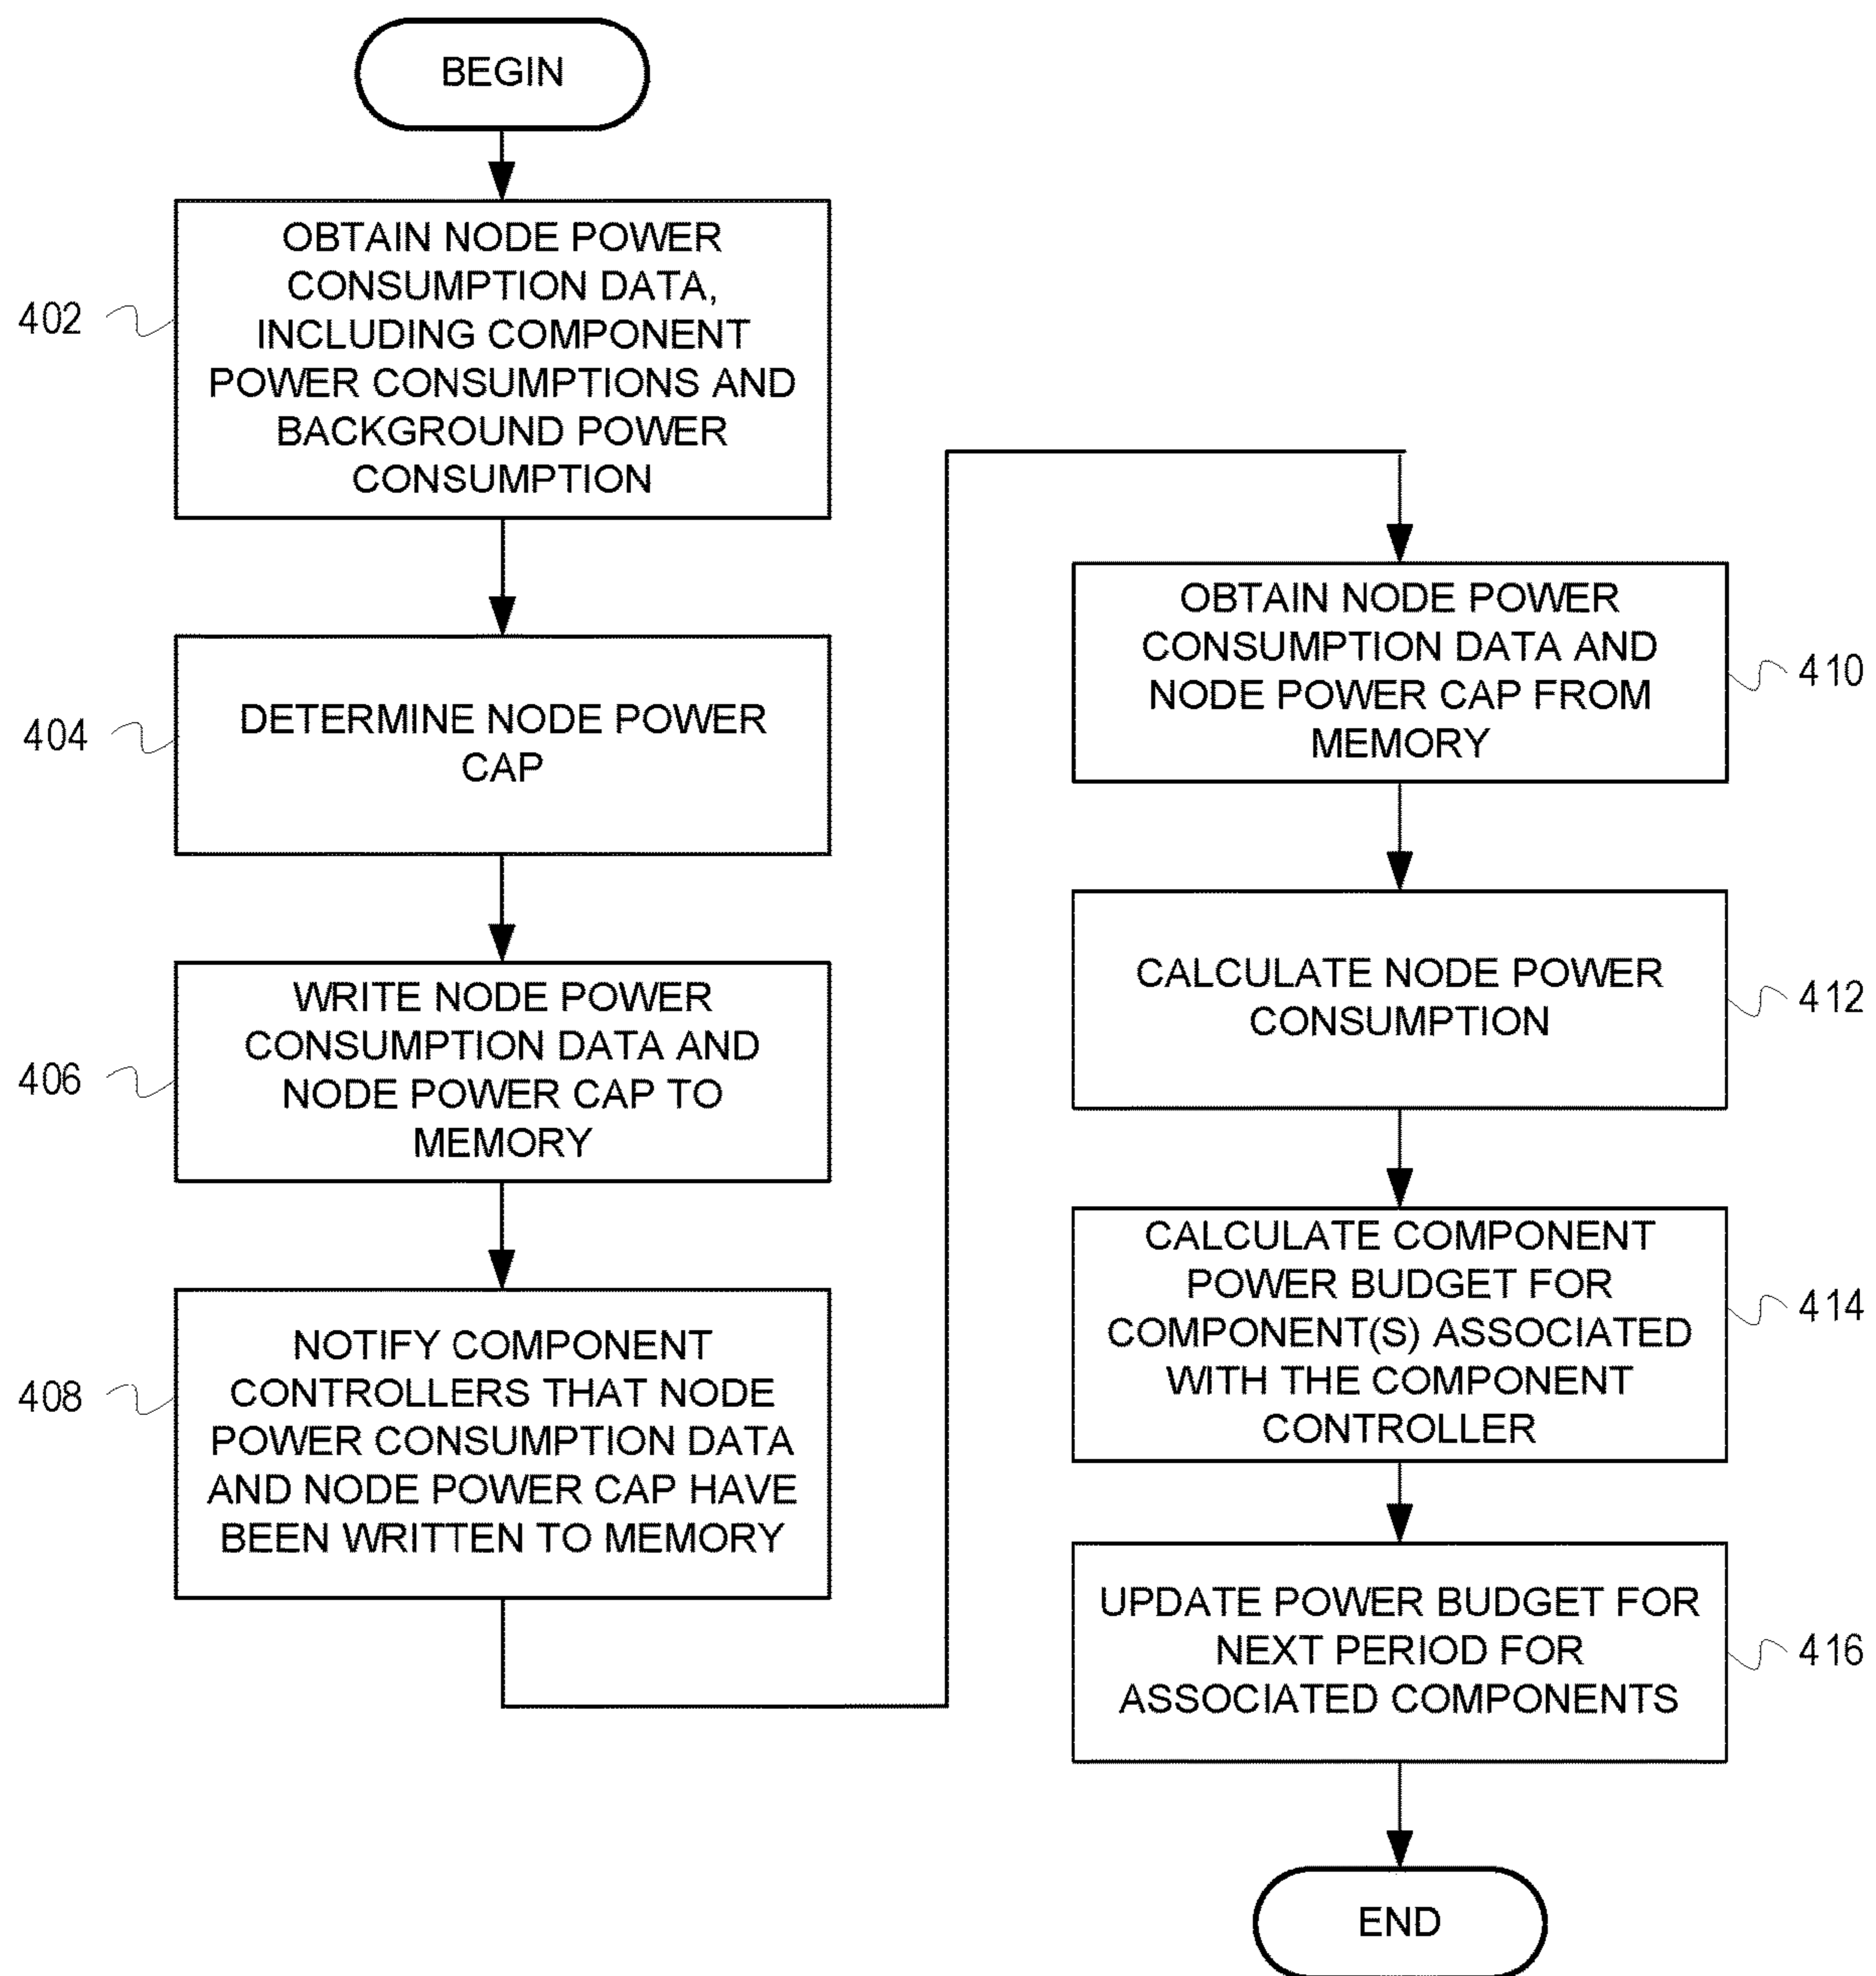 BEGIN
402
OBTAIN NODE POWER
CONSUMPTION DATA,
INCLUDING COMPONENT
POWER CONSUMPTIONS AND
BACKGROUND POWER
CONSUMPTION
404
DETERMINE NODE POWER
CAP
406
WRITE NODE POWER
CONSUMPTION DATA AND
NODE POWER CAP TO
MEMORY
408
NOTIFY COMPONENT
CONTROLLERS THAT NODE
POWER CONSUMPTION DATA
AND NODE POWER CAP HAVE
BEEN WRITTEN TO MEMORY
OBTAIN NODE POWER
CONSUMPTION DATA AND
NODE POWER CAP FROM
MEMORY
410
CALCULATE NODE POWER
CONSUMPTION
412
CALCULATE COMPONENT
POWER BUDGET FOR
COMPONENT(S) ASSOCIATED
WITH THE COMPONENT
CONTROLLER
414
UPDATE POWER BUDGET FOR
NEXT PERIOD FOR
ASSOCIATED COMPONENTS
416
END